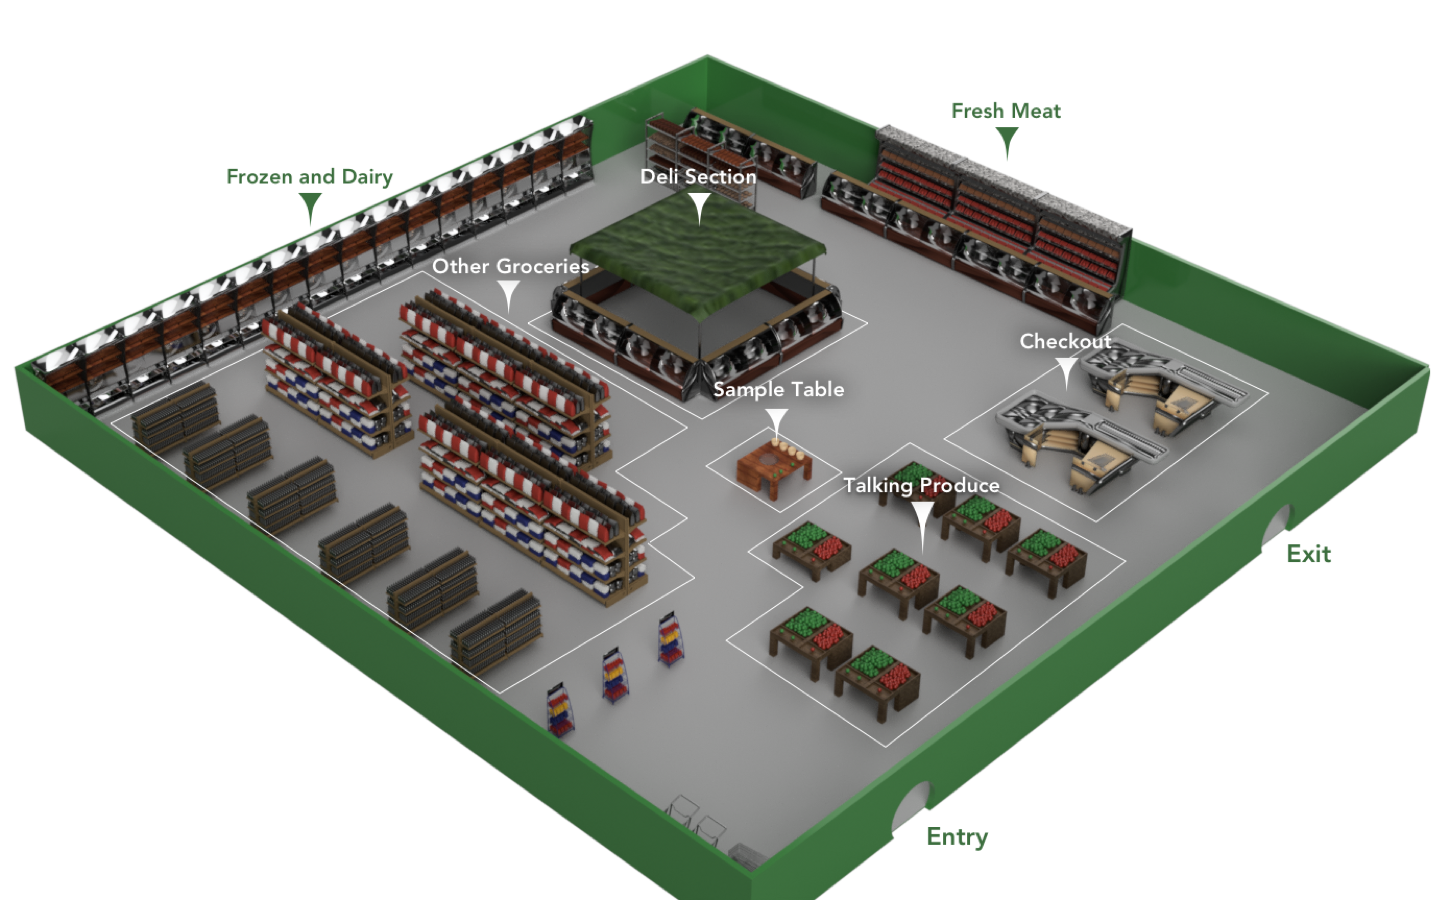 Fresh Meat
Frozen and Dairy
Deli Section
Other Groceries
Checkout
Sample Table
Talking Produce
Exit
Entry